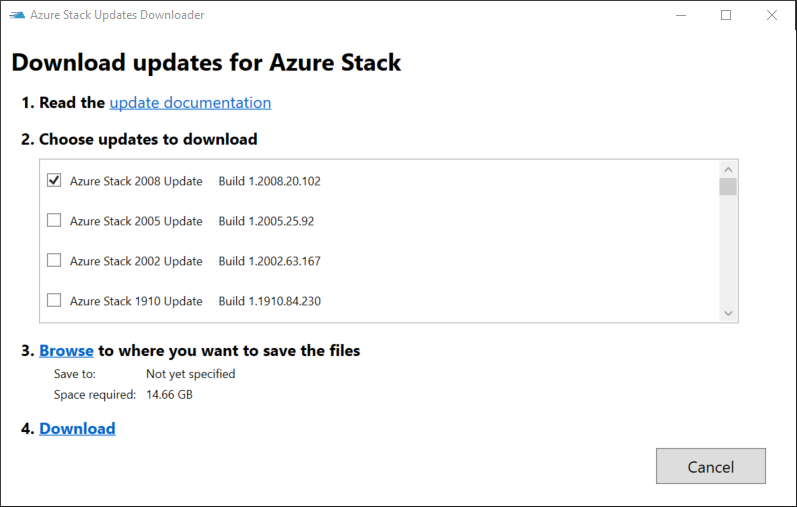 Azure Stack Updates Downloader
Download updates for Azure Stack
1. Read the update documentation
2. Choose updates to download
Azure Stack 2008 Update Build 1.2008.20.102
Azure Stack 2005 Update Build 1.2005.25.92
Azure Stack 2002 Update Build 1.2002.63.167
Azure Stack 1910 Update Build 1.1910.84.230
3. Browse to where you want to save the files
Save to: Not yet specified
Space required: 14.66 GB
4. Download
Cancel